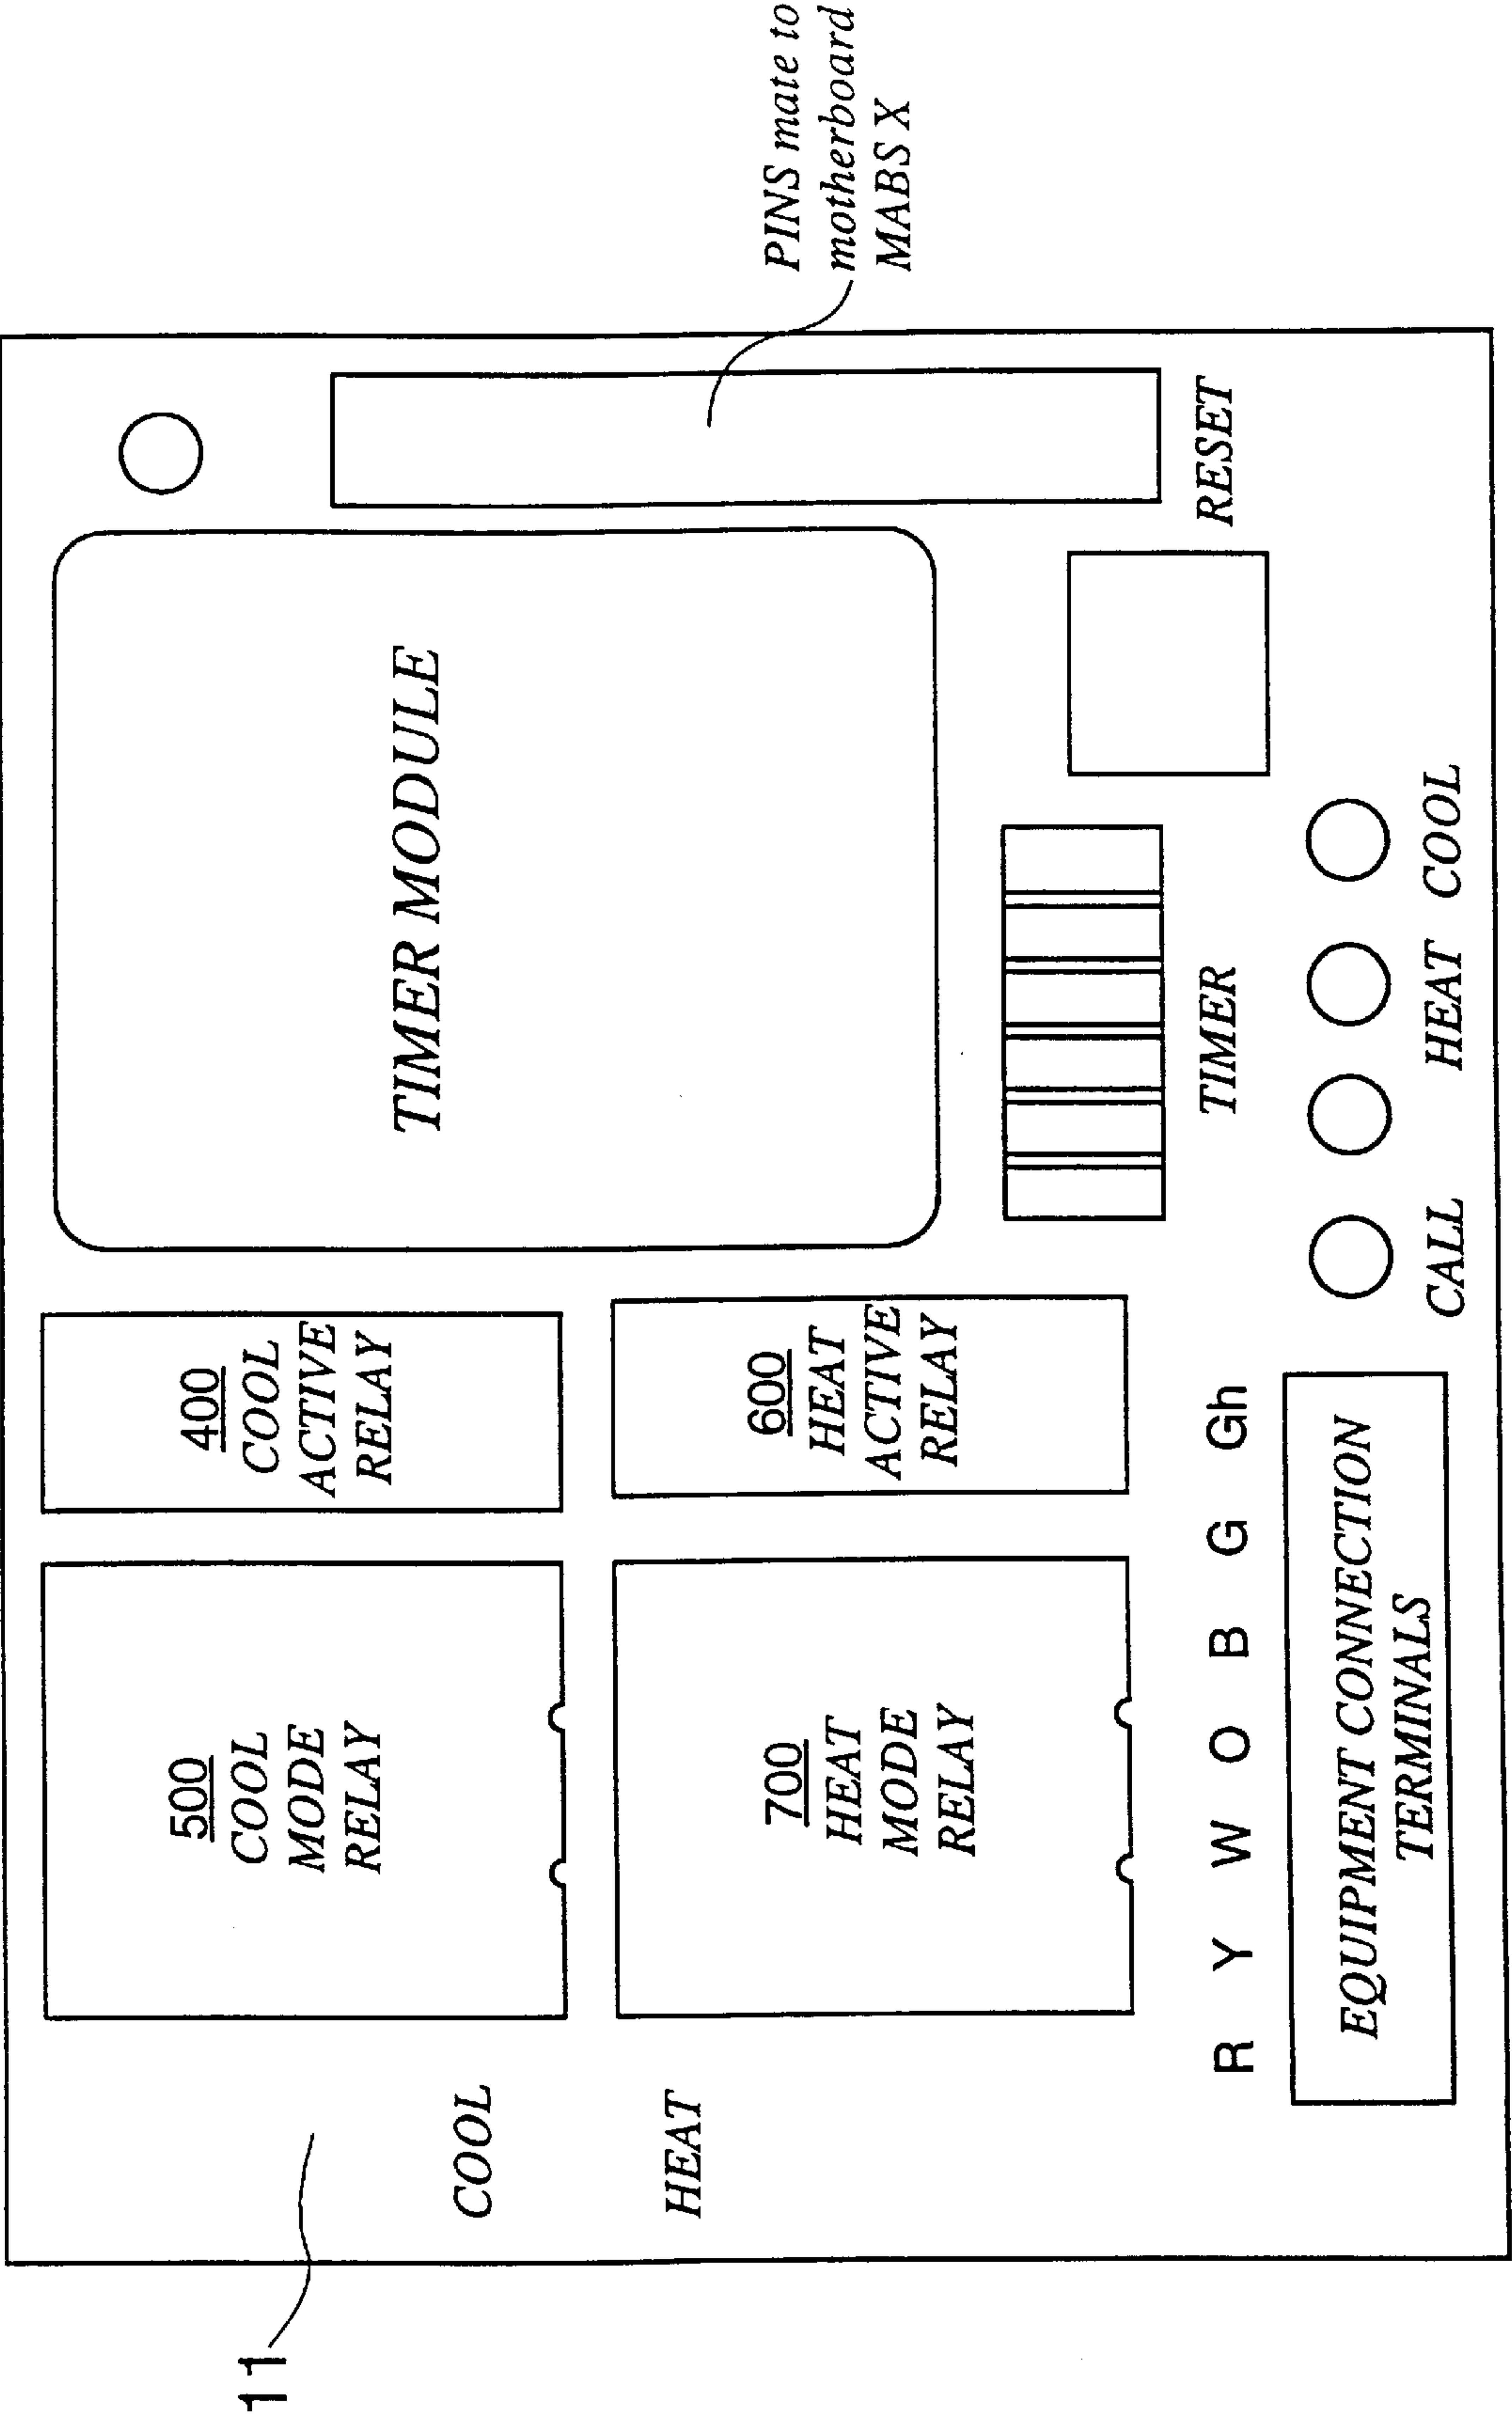 11
COOL
HEAT
500
COOL
MODE
RELAY
400
COOL
ACTIVE
RELAY
TIMER MODULE
700
HEAT
MODE
RELAY
600
HEAT
ACTIVE
RELAY
PINS mate to
motherboard
MABS X
R Y W O B G Gh
TIMER
RESET
EQUIPMENT CONNECTION
TERMINALS
CALL HEAT COOL